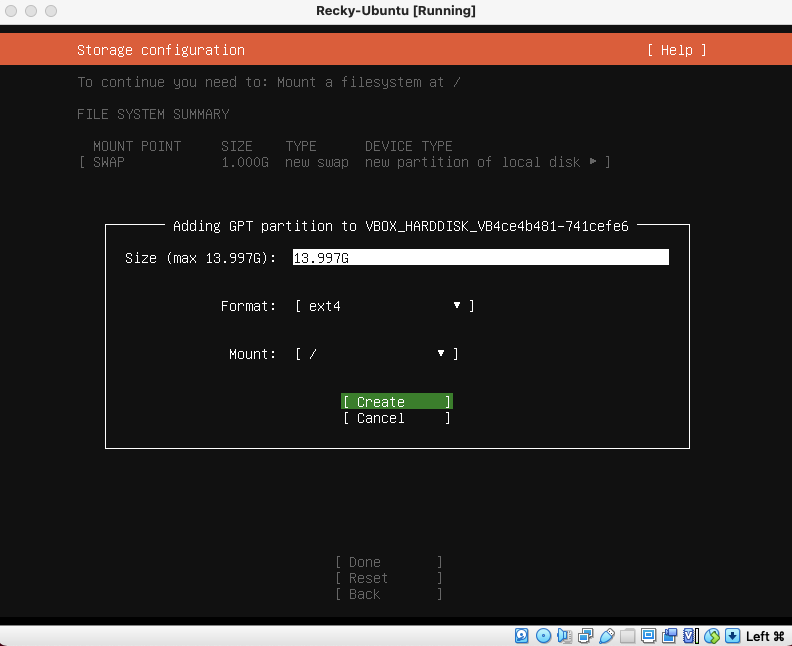 Recky-Ubuntu [Running]
Storage configuration [ Help ]
To continue you need to: Mount a filesystem at /
FILE SYSTEM SUMMARY
MOUNT POINT SIZE TYPE DEVICE TYPE
[ SWAP 1.000G new swap new partition of local disk ▸ ]
Adding GPT partition to VBOX_HARDDISK_VB4ce4b481-741cefe6
Size (max 13.997G): 13.997G
Format: [ ext4 ▾ ]
Mount: [ / ▾ ]
[ Create ]
[ Cancel ]
[ Done ]
[ Reset ]
[ Back ]
Left ⌘